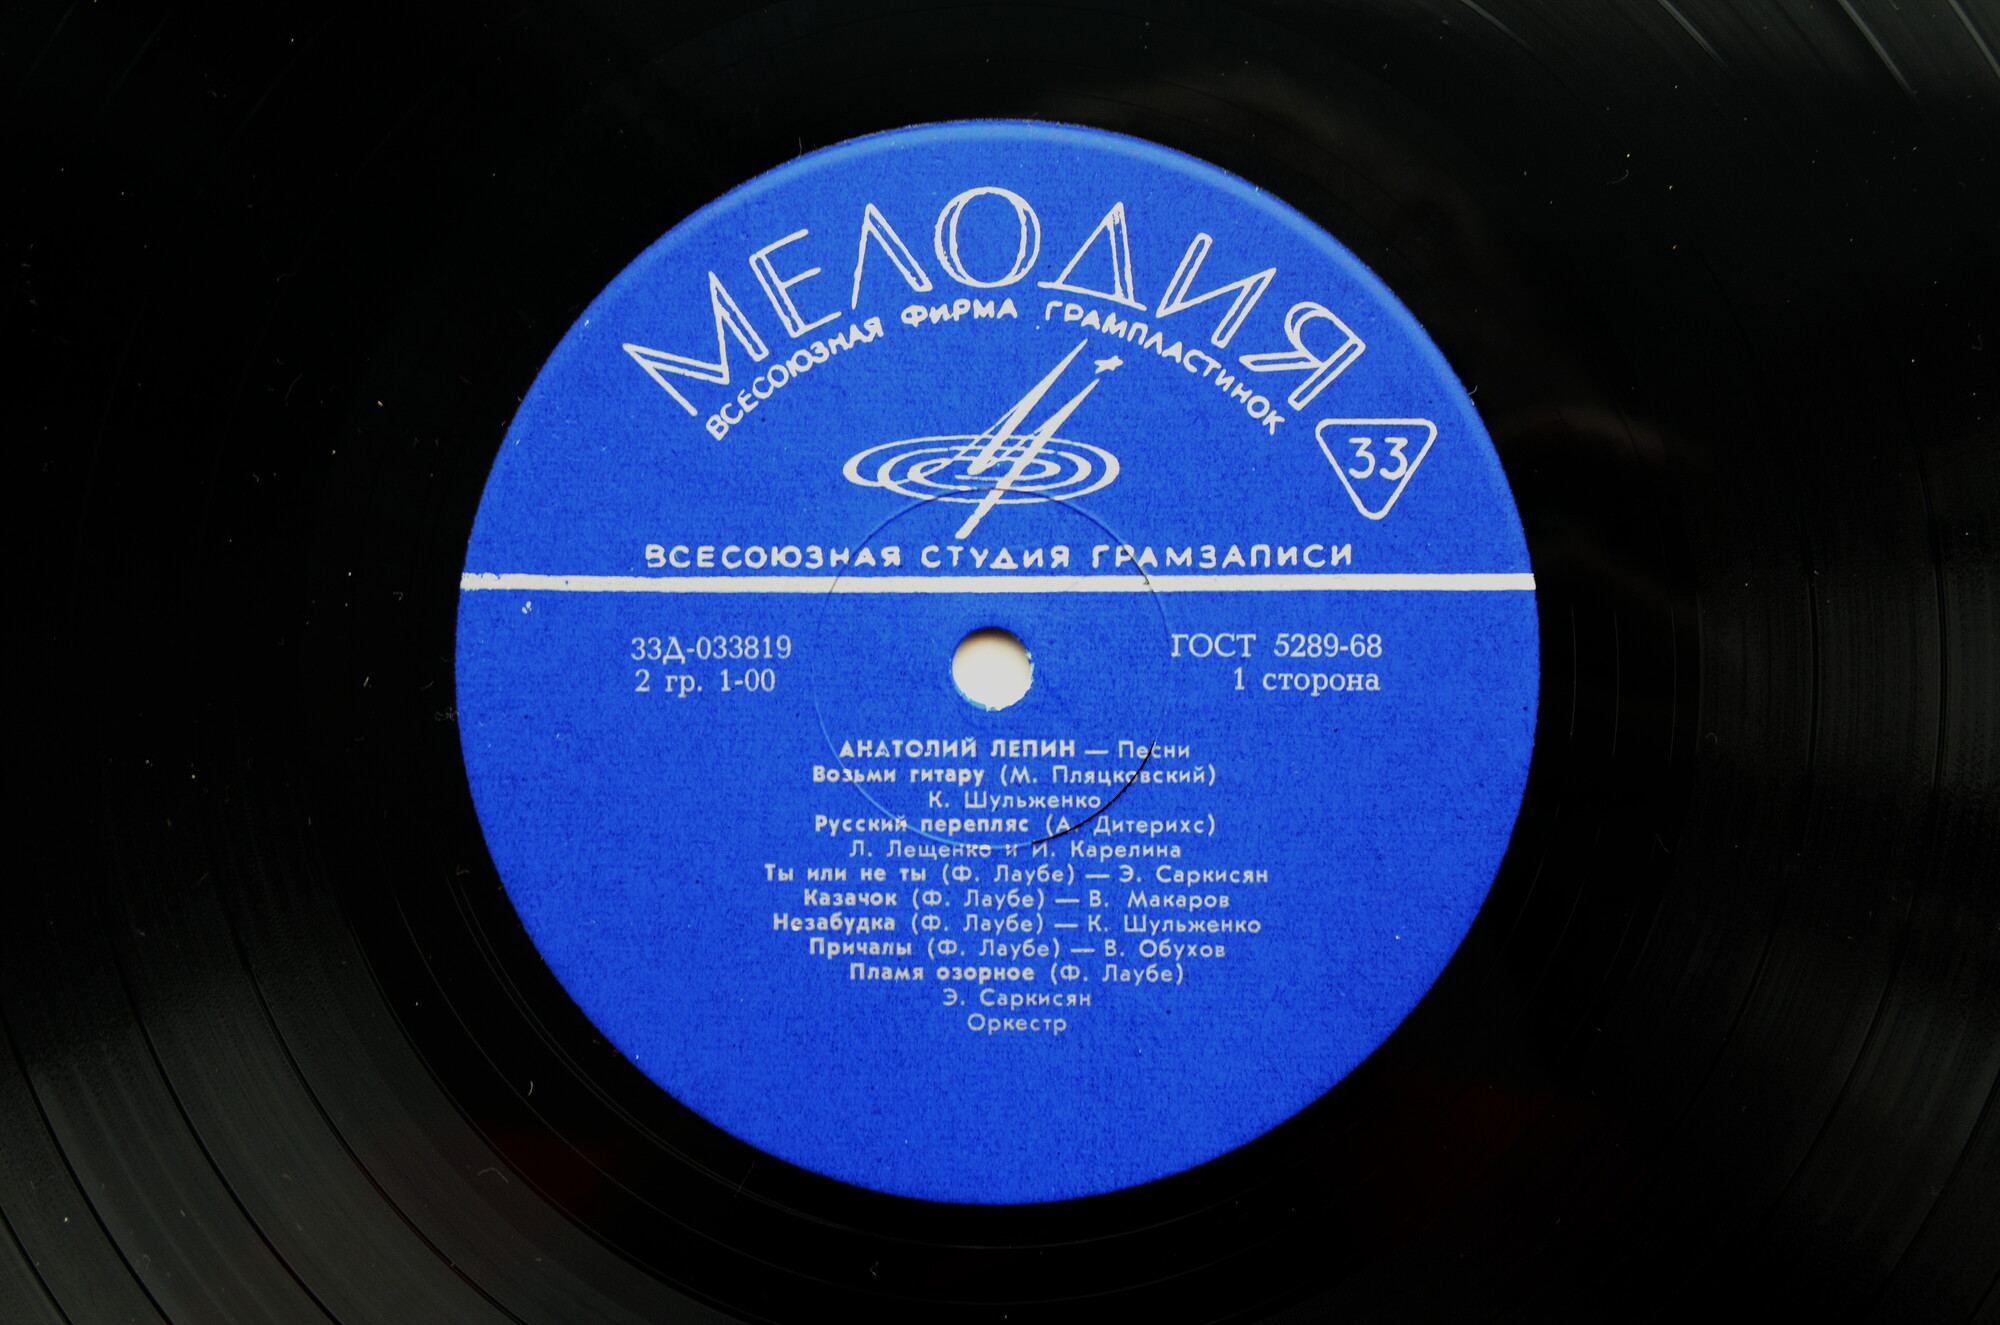 МЕЛОДИЯ
ВСЕСОЮЗНАЯ ФИРМА ГРАМПЛАСТИНОК
33
ВСЕСОЮЗНАЯ СТУДИЯ ГРАМЗАПИСИ
33Д-033819 ГОСТ 5289-68
2 гр. 1-00 1 сторона
АНАТОЛИЙ ЛЕПИН — Песни
Возьми гитару (М. Пляцковский)
К. Шульженко
Русский перепляс (А. Дитерихс)
Л. Лещенко и И. Карелина
Ты или не ты (Ф. Лаубе) — Э. Саркисян
Казачок (Ф. Лаубе) — В. Макаров
Незабудка (Ф. Лаубе) — К. Шульженко
Причалы (Ф. Лаубе) — В. Обухов
Пламя озорное (Ф. Лаубе)
Э. Саркисян
Оркестр